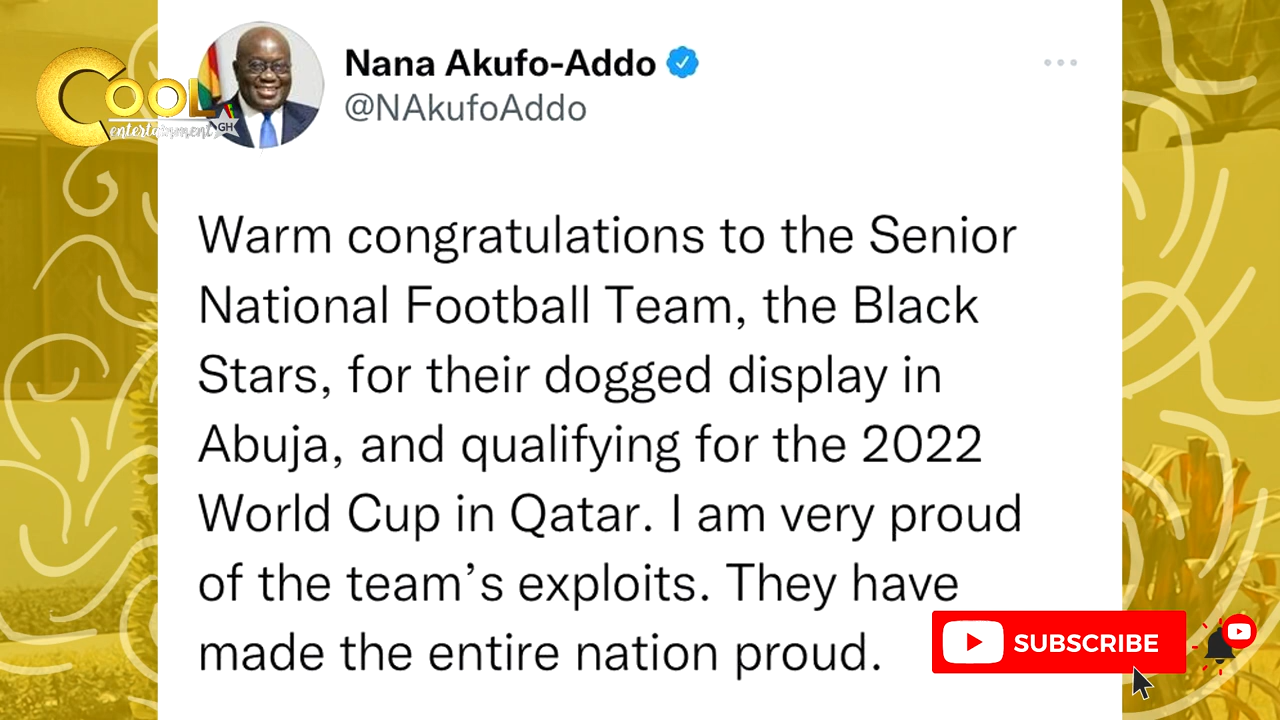 COOL
entertainment GH
Nana Akufo-Addo
@NAkufoAddo
Warm congratulations to the Senior
National Football Team, the Black
Stars, for their dogged display in
Abuja, and qualifying for the 2022
World Cup in Qatar. I am very proud
of the team’s exploits. They have
made the entire nation proud.
SUBSCRIBE